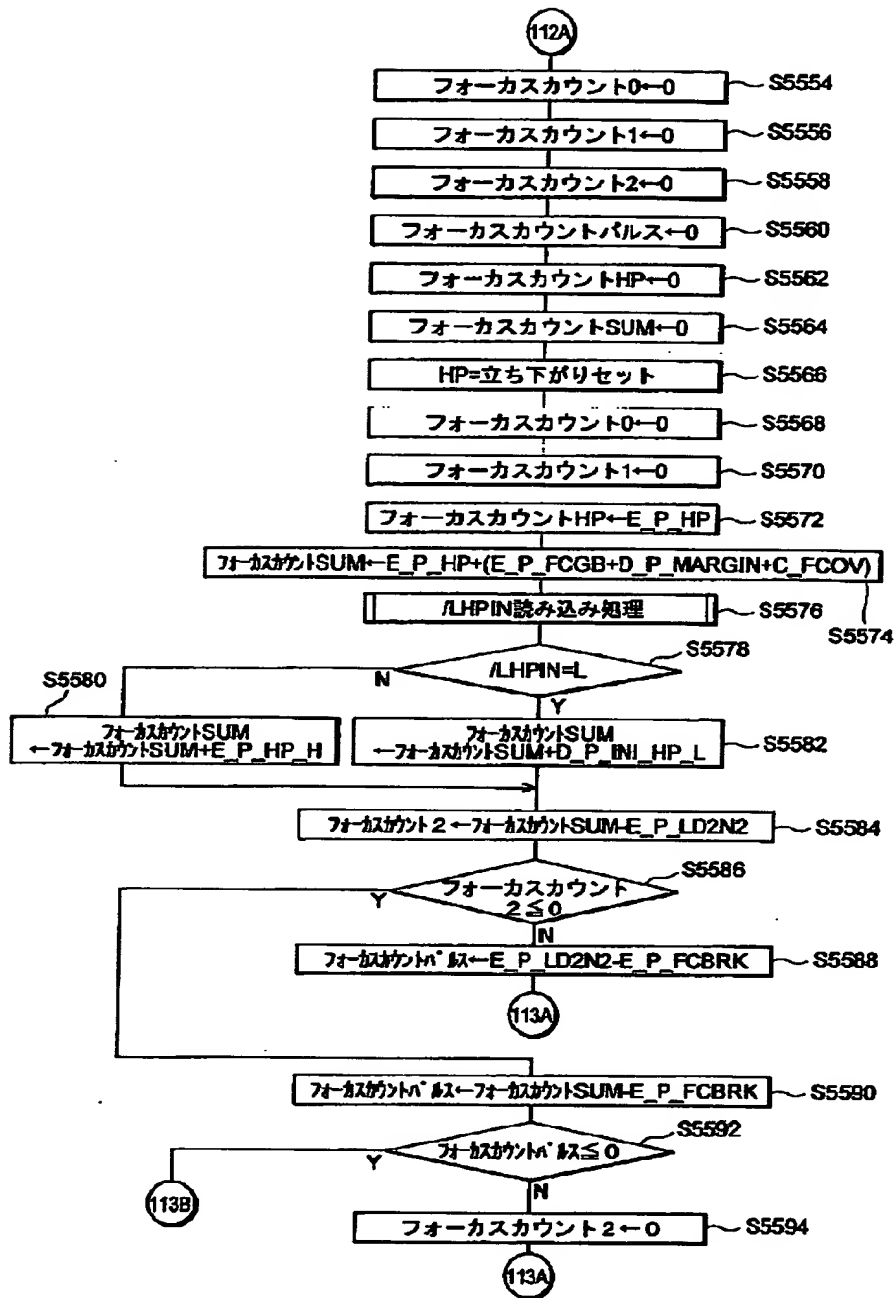 112A
フォーカスカウント0←0
S5554
フォーカスカウント1←0
S5556
フォーカスカウント2←0
S5558
フォーカスカウントパルス←0
S5560
フォーカスカウントHP←0
S5562
フォーカスカウントSUM←0
S5564
HP=立ち下がりセット
S5566
フォーカスカウント0←0
S5568
フォーカスカウント1←0
S5570
フォーカスカウントHP←E_P_HP
S5572
フォーカスカウントSUM←E_P_HP+(E_P_FCGB+D_P_MARGIN+C_FCOV)
S5574
/LHPIN読み込み処理
S5576
/LHPIN=L
S5578
N
Y
S5580
フォーカスカウントSUM
←フォーカスカウントSUM+E_P_HP_H
フォーカスカウントSUM
←フォーカスカウントSUM+D_P_INI_HP_L
S5582
フォーカスカウント2←フォーカスカウントSUM-E_P_LD2N2
S5584
フォーカスカウント
2≦0
S5586
Y
N
フォーカスカウントパルス←E_P_LD2N2-E_P_FCBRK
S5588
113A
フォーカスカウントパルス←フォーカスカウントSUM-E_P_FCBRK
S5590
フォーカスカウントパルス≦0
S5592
Y
N
113B
フォーカスカウント2←0
S5594
113A